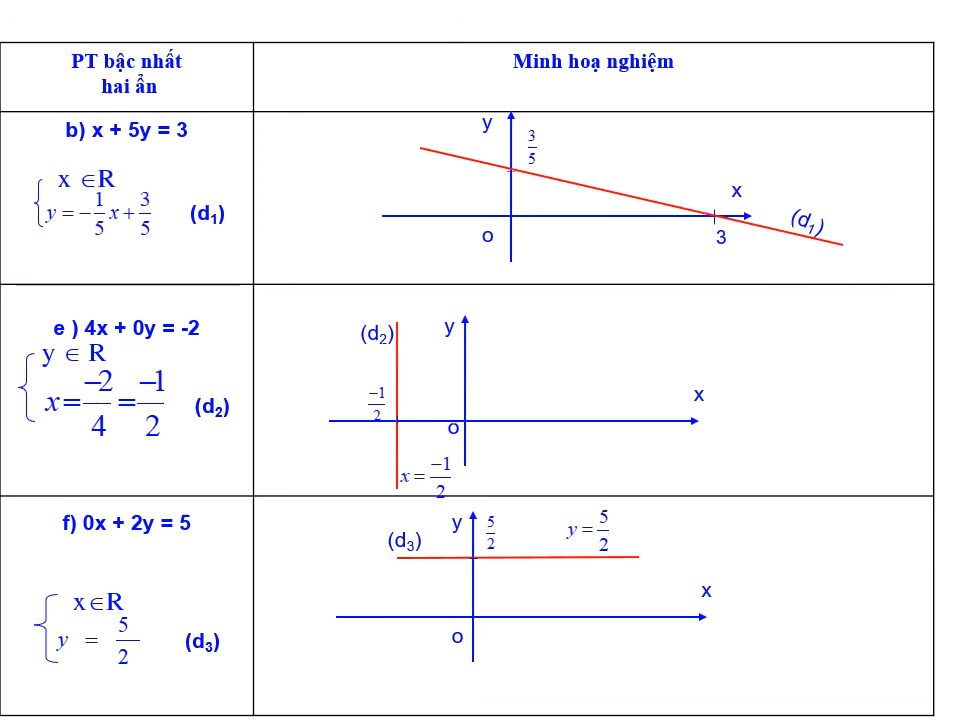 PT bậc nhất
hai ẩn
Minh hoạ nghiệm
b) x + 5y = 3
x ∈R
y = −1/5 x + 3/5 (d₁)
y
3/5
x
o
3
(d₁)
e ) 4x + 0y = -2
y ∈ R
x = −2/4 = −1/2 (d₂)
(d₂)
y
−1/2
x
o
x = −1/2
f) 0x + 2y = 5
x∈R
y = 5/2 (d₃)
y
5/2
y = 5/2
(d₃)
x
o